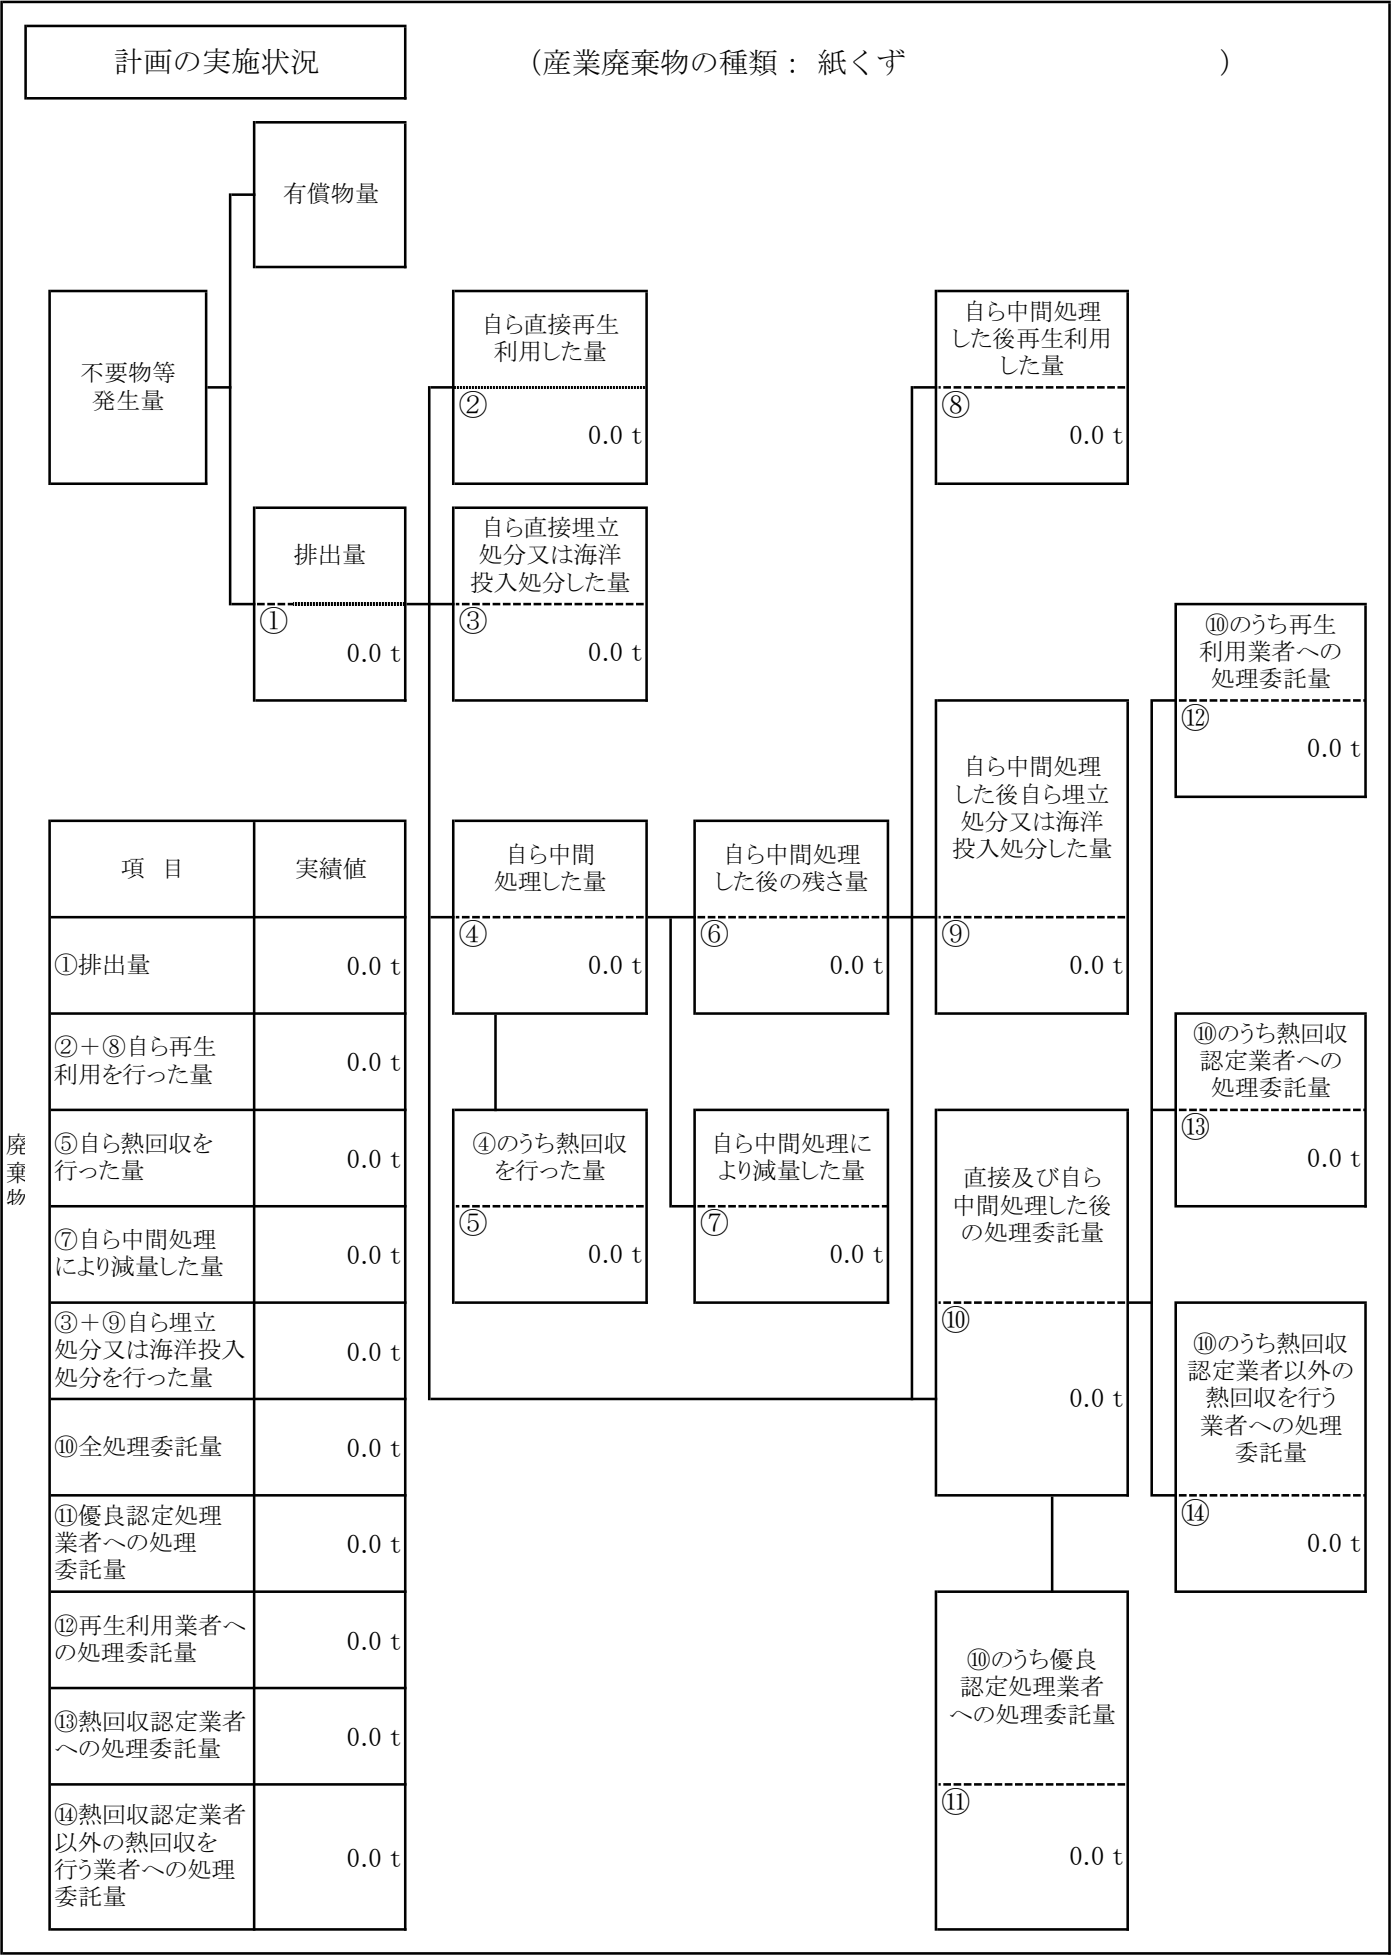 計画の実施状況
（産業廃棄物の種類： 紙くず ）
有償物量
不要物等
発生量
自ら直接再生
利用した量
②
0.0 t
自ら中間処理
した後再生利用
した量
⑧
0.0 t
排出量
①
0.0 t
自ら直接埋立
処分又は海洋
投入処分した量
③
0.0 t
⑩のうち再生
利用業者への
処理委託量
⑫
0.0 t
自ら中間処理
した後自ら埋立
処分又は海洋
投入処分した量
⑨
0.0 t
自ら中間
処理した量
④
0.0 t
自ら中間処理
した後の残さ量
⑥
0.0 t
⑩のうち熱回収
認定業者への
処理委託量
⑬
0.0 t
④のうち熱回収
を行った量
⑤
0.0 t
自ら中間処理に
より減量した量
⑦
0.0 t
直接及び自ら
中間処理した後
の処理委託量
⑩
0.0 t
⑩のうち熱回収
認定業者以外の
熱回収を行う
業者への処理
委託量
⑭
0.0 t
⑩のうち優良
認定処理業者
への処理委託量
⑪
0.0 t
項 目 実績値
①排出量 0.0 t
②＋⑧自ら再生
利用を行った量
0.0 t
⑤自ら熱回収を
行った量
0.0 t
⑦自ら中間処理
により減量した量
0.0 t
③＋⑨自ら埋立
処分又は海洋投入
処分を行った量
0.0 t
⑩全処理委託量 0.0 t
⑪優良認定処理
業者への処理
委託量
0.0 t
⑫再生利用業者へ
の処理委託量
0.0 t
⑬熱回収認定業者
への処理委託量
0.0 t
⑭熱回収認定業者
以外の熱回収を
行う業者への処理
委託量
0.0 t
廃棄物